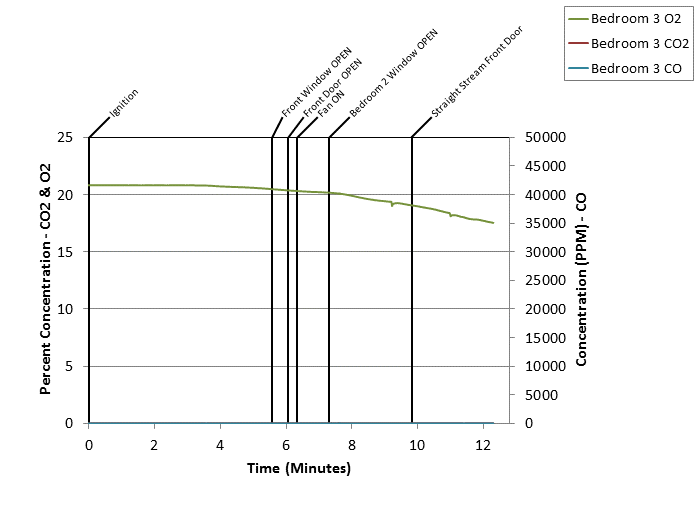 Bedroom 3 O2
Bedroom 3 CO2
Bedroom 3 CO
Ignition
Front Window OPEN
Front Door OPEN
Fan ON
Bedroom 2 Window OPEN
Straight Stream Front Door
25
20
15
10
5
0
Percent Concentration - CO2 & O2
50000
45000
40000
35000
30000
25000
20000
15000
10000
5000
0
Concentration (PPM) - CO
0 2 4 6 8 10 12
Time (Minutes)